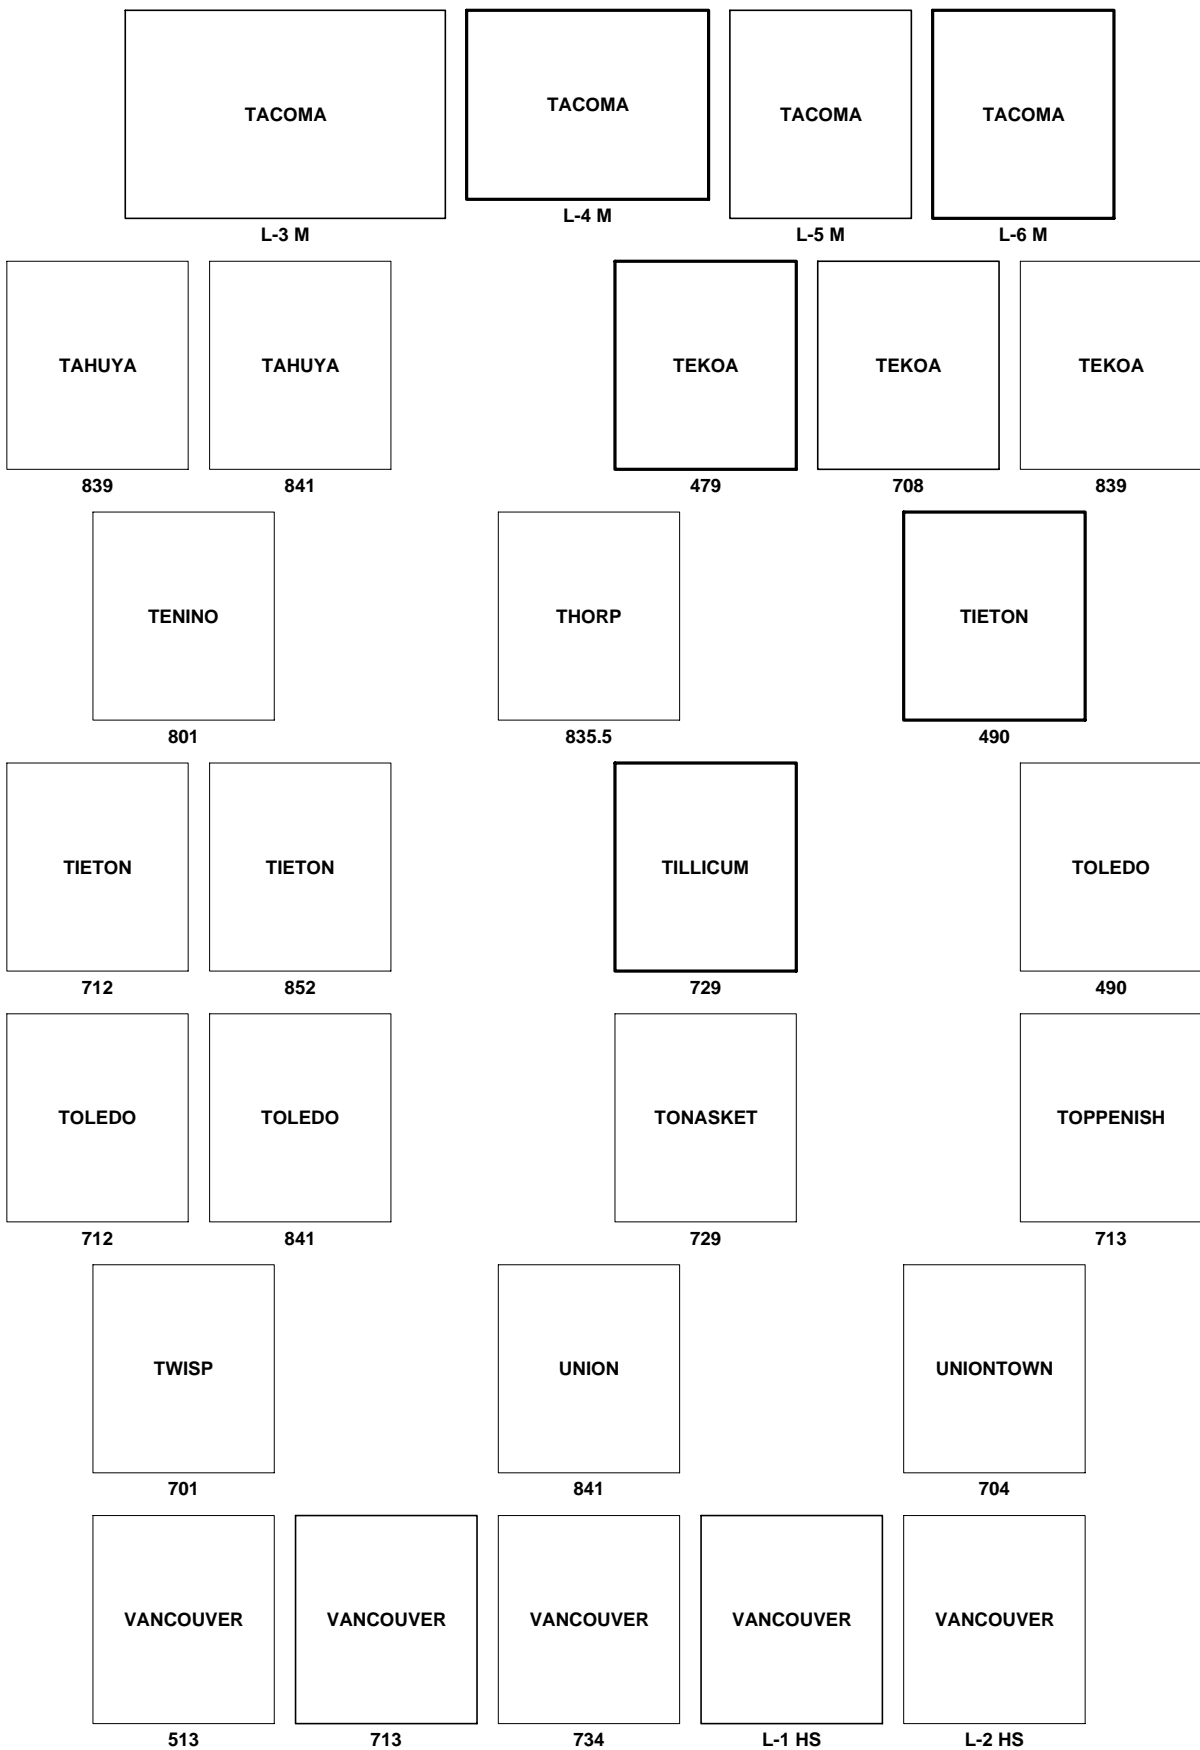 TACOMA TACOMA TACOMA TACOMA
L-3 M L-4 M L-5 M L-6 M
TAHUYA TAHUYA TEKOA TEKOA TEKOA
839 841 479 708 839
TENINO THORP TIETON
801 835.5 490
TIETON TIETON TILLICUM TOLEDO
712 852 729 490
TOLEDO TOLEDO TONASKET TOPPENISH
712 841 729 713
TWISP UNION UNIONTOWN
701 841 704
VANCOUVER VANCOUVER VANCOUVER VANCOUVER VANCOUVER
513 713 734 L-1 HS L-2 HS